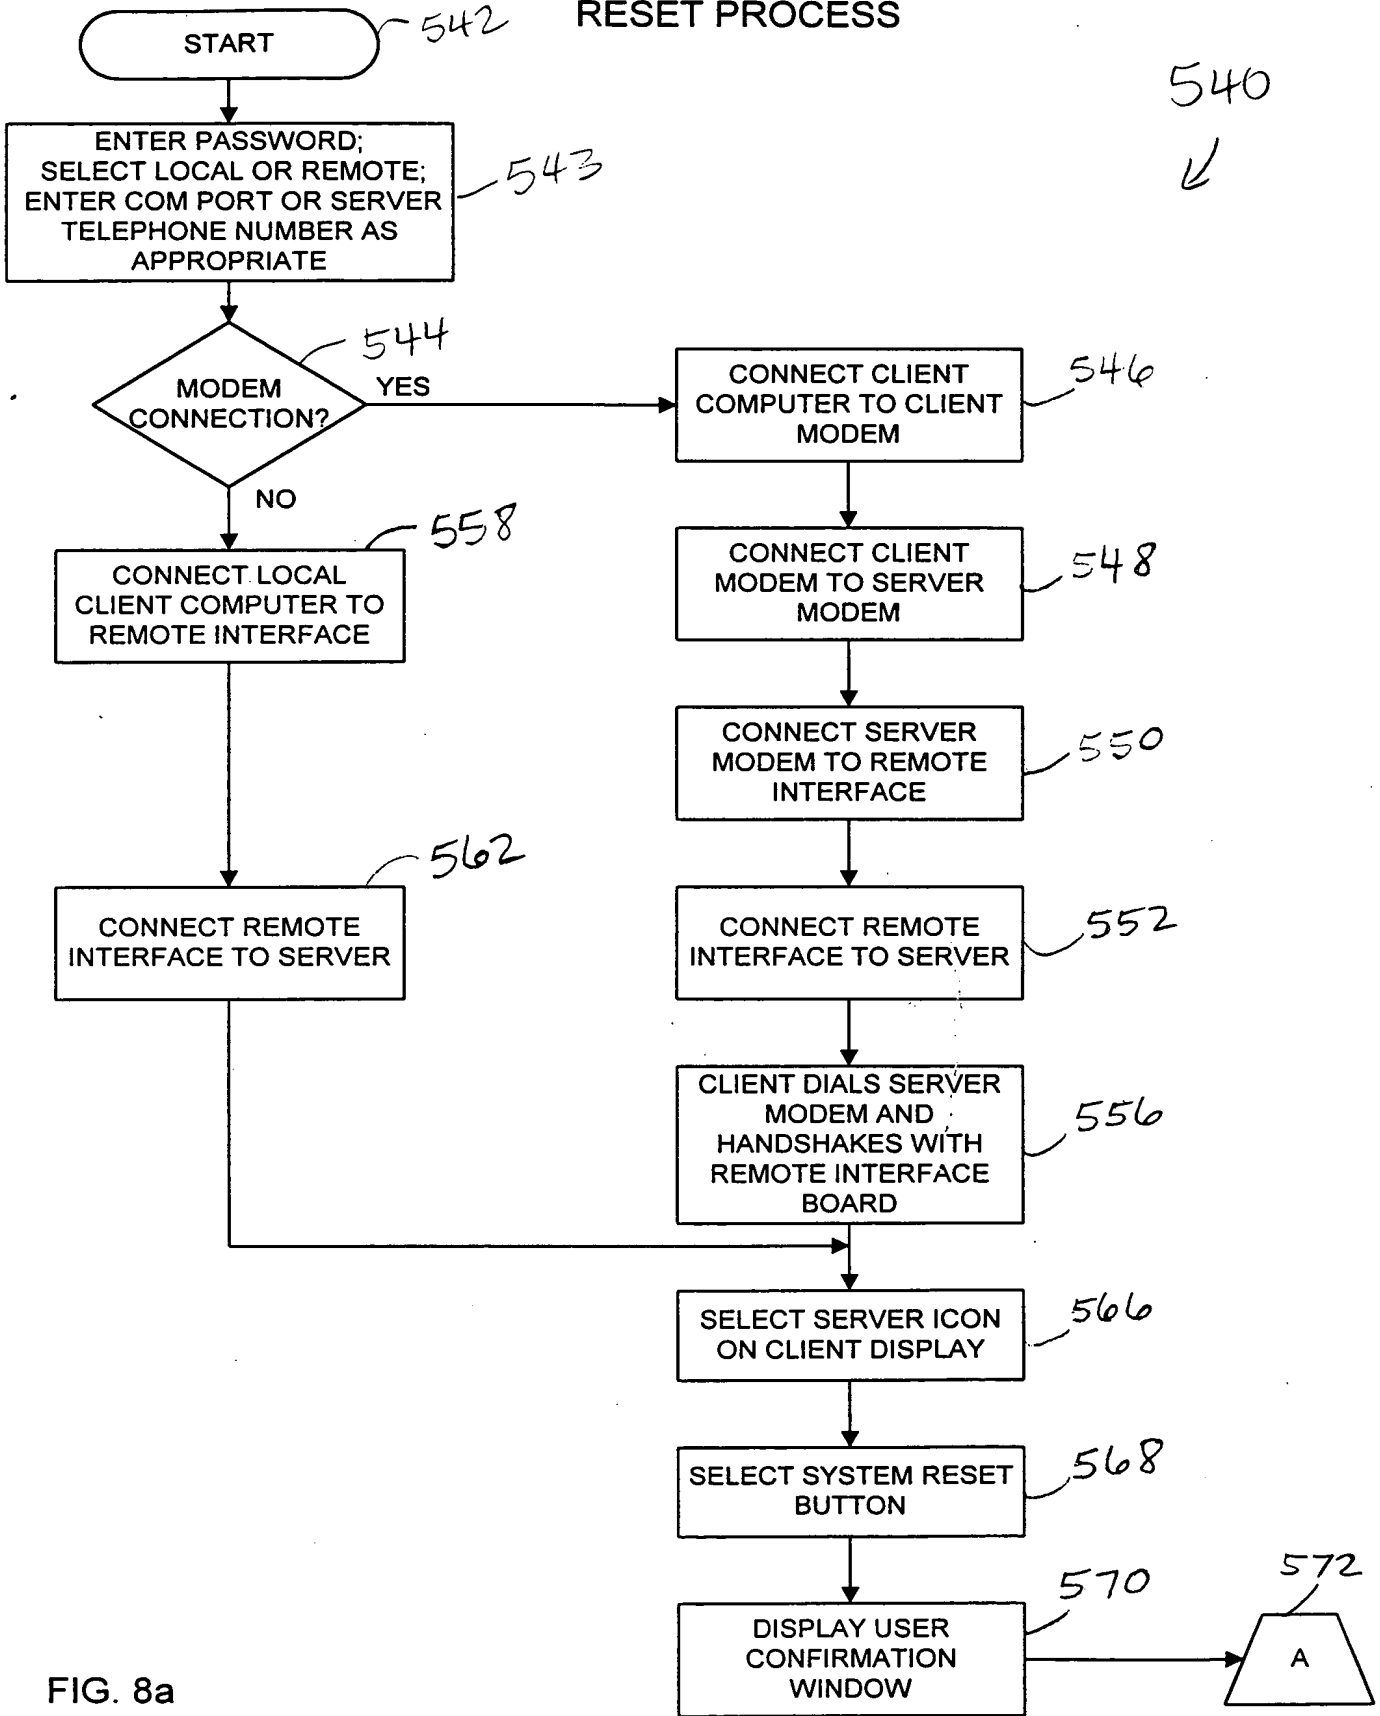 RESET PROCESS
START
542
540
ENTER PASSWORD;
SELECT LOCAL OR REMOTE;
ENTER COM PORT OR SERVER
TELEPHONE NUMBER AS
APPROPRIATE
543
544
MODEM
CONNECTION?
YES
NO
CONNECT CLIENT
COMPUTER TO CLIENT
MODEM
546
558
CONNECT LOCAL
CLIENT COMPUTER TO
REMOTE INTERFACE
CONNECT CLIENT
MODEM TO SERVER
MODEM
548
CONNECT SERVER
MODEM TO REMOTE
INTERFACE
550
562
CONNECT REMOTE
INTERFACE TO SERVER
CONNECT REMOTE
INTERFACE TO SERVER
552
CLIENT DIALS SERVER
MODEM AND
HANDSHAKES WITH
REMOTE INTERFACE
BOARD
556
SELECT SERVER ICON
ON CLIENT DISPLAY
566
SELECT SYSTEM RESET
BUTTON
568
DISPLAY USER
CONFIRMATION
WINDOW
570
572
A
FIG. 8a